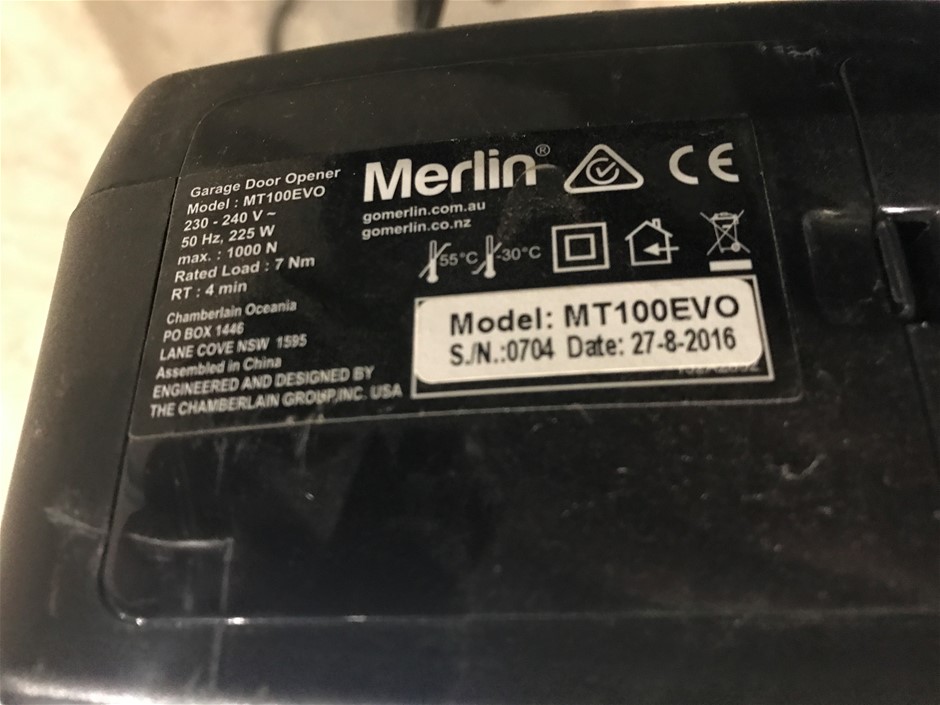 Garage Door Opener
Model : MT100EVO
230 - 240 V ~
50 Hz, 225 W
max. : 1000 N
Rated Load : 7 Nm
RT : 4 min
Chamberlain Oceania
PO BOX 1446
LANE COVE NSW 1595
Assembled in China
ENGINEERED AND DESIGNED BY
THE CHAMBERLAIN GROUP,INC. USA
Merlin®
gomerlin.com.au
gomerlin.co.nz
CE
55°C -30°C
Model: MT100EVO
S./N.:0704 Date: 27-8-2016